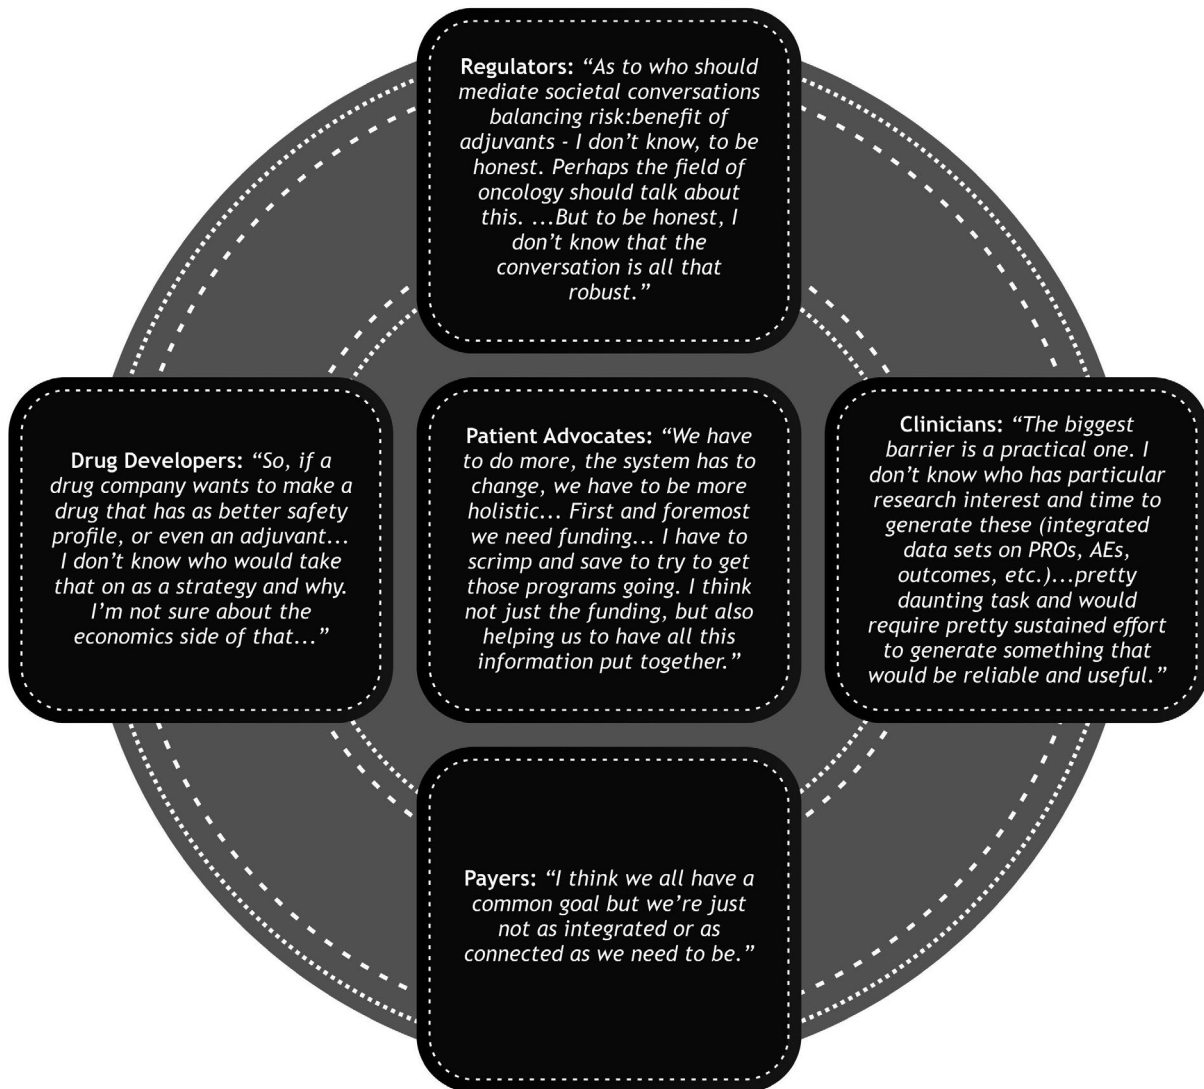 Regulators: “As to who should
mediate societal conversations
balancing risk:benefit of
adjuvants - I don’t know, to be
honest. Perhaps the field of
oncology should talk about
this. ...But to be honest, I
don’t know that the
conversation is all that
robust.”
Drug Developers: “So, if a
drug company wants to make a
drug that has as better safety
profile, or even an adjuvant...
I don’t know who would take
that on as a strategy and why.
I’m not sure about the
economics side of that...”
Patient Advocates: “We have
to do more, the system has to
change, we have to be more
holistic... First and foremost
we need funding... I have to
scrimp and save to try to get
those programs going. I think
not just the funding, but also
helping us to have all this
information put together.”
Clinicians: “The biggest
barrier is a practical one. I
don’t know who has particular
research interest and time to
generate these (integrated
data sets on PROs, AEs,
outcomes, etc.)...pretty
daunting task and would
require pretty sustained effort
to generate something that
would be reliable and useful.”
Payers: “I think we all have a
common goal but we’re just
not as integrated or as
connected as we need to be.”